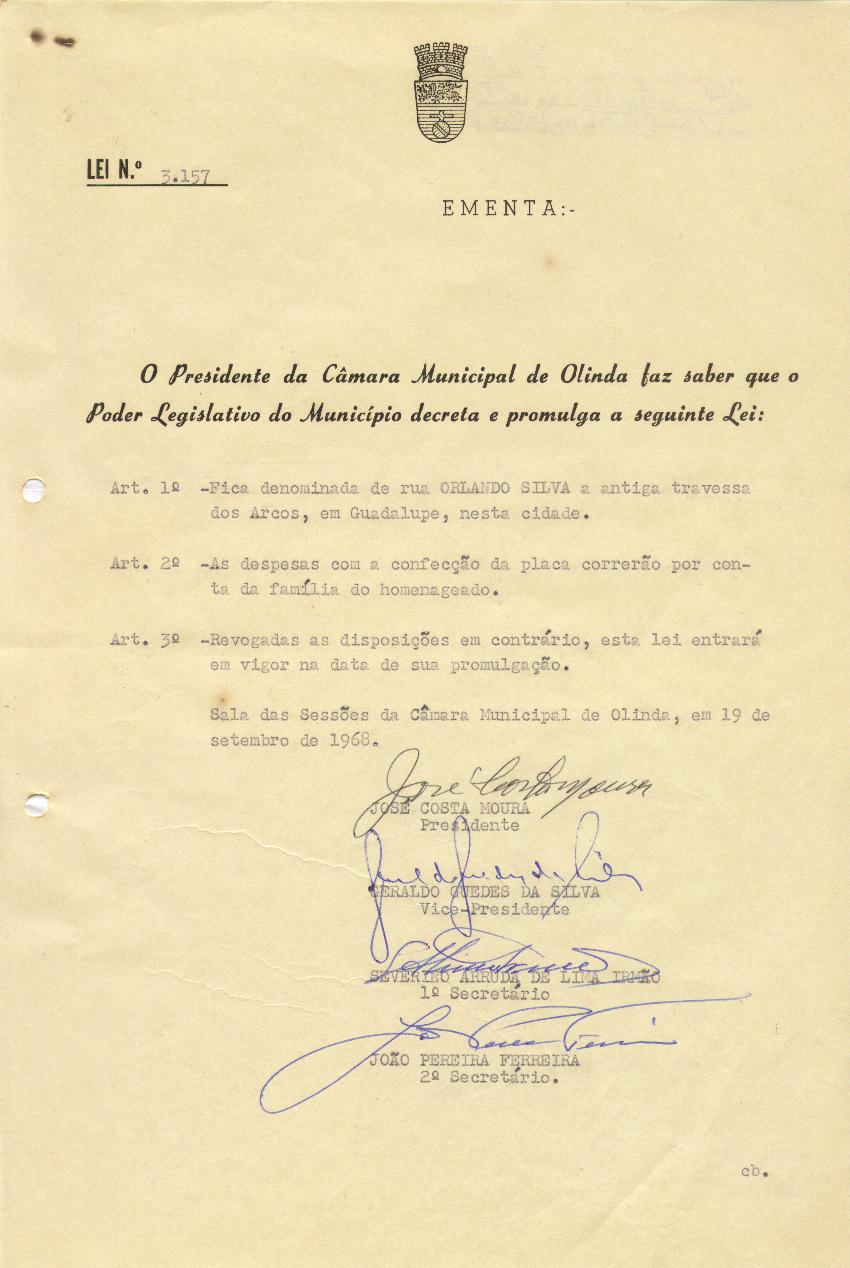 LEI N.º 3.157
EMENTA:-
O Presidente da Câmara Municipal de Olinda faz saber que o
Poder Legislativo do Município decreta e promulga a seguinte Lei:
Art. 1º -Fica denominada de rua ORLANDO SILVA a antiga travessa
dos Arcos, em Guadalupe, nesta cidade.
Art. 2º -As despesas com a confecção da placa correrão por con-
ta da família do homenageado.
Art. 3º -Revogadas as disposições em contrário, esta lei entrará
em vigor na data de sua promulgação.
Sala das Sessões da Câmara Municipal de Olinda, em 19 de
setembro de 1968.
José Costa Moura
JOSÉ COSTA MOURA
Presidente
GERALDO GUEDES DA SILVA
Vice-Presidente
SEVERINO ARRUDA DE LIMA IRMÃO
1º Secretário
JOÃO PEREIRA FERREIRA
2º Secretário.
cb.